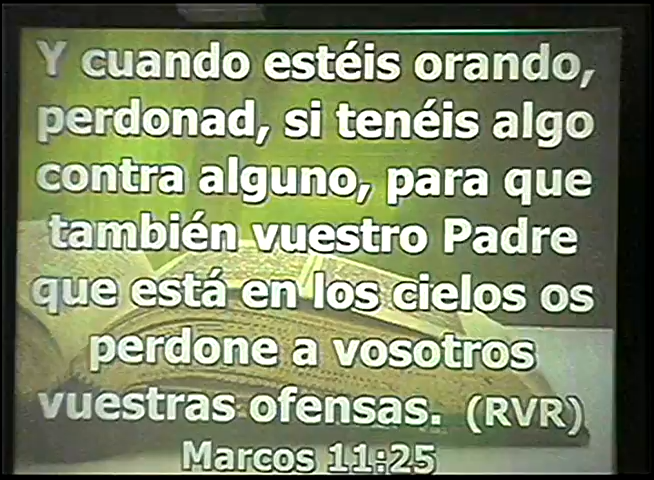 Y cuando estéis orando,
perdonad, si tenéis algo
contra alguno, para que
también vuestro Padre
que está en los cielos os
perdone a vosotros
vuestras ofensas. (RVR)
Marcos 11:25